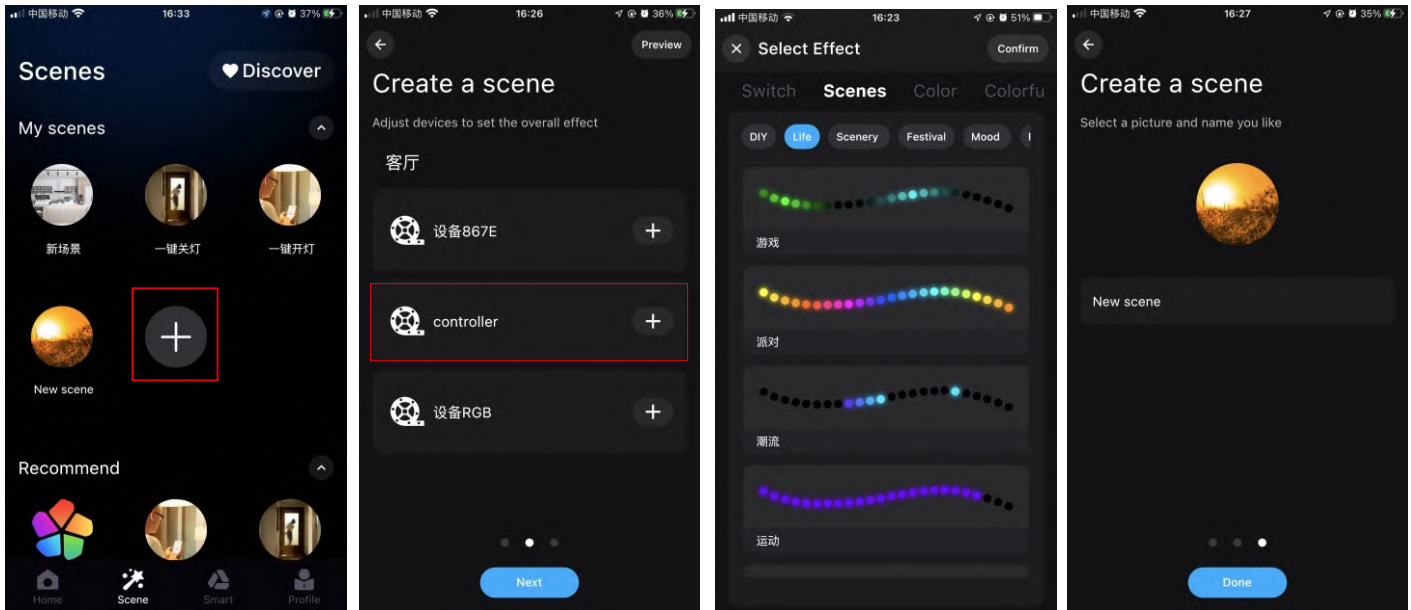 中国移动 16:33 37%
Scenes Discover
My scenes
新场景 一键关灯 一键开灯
New scene
Recommend
Home Scene Smart Profile
中国移动 16:26 36%
Preview
Create a scene
Adjust devices to set the overall effect
客厅
设备867E
controller
设备RGB
Next
中国移动 16:23 51%
Select Effect Confirm
Switch Scenes Color Colorfu
DIY Life Scenery Festival Mood
游戏
派对
潮流
运动
中国移动 16:27 35%
Create a scene
Select a picture and name you like
New scene
Done